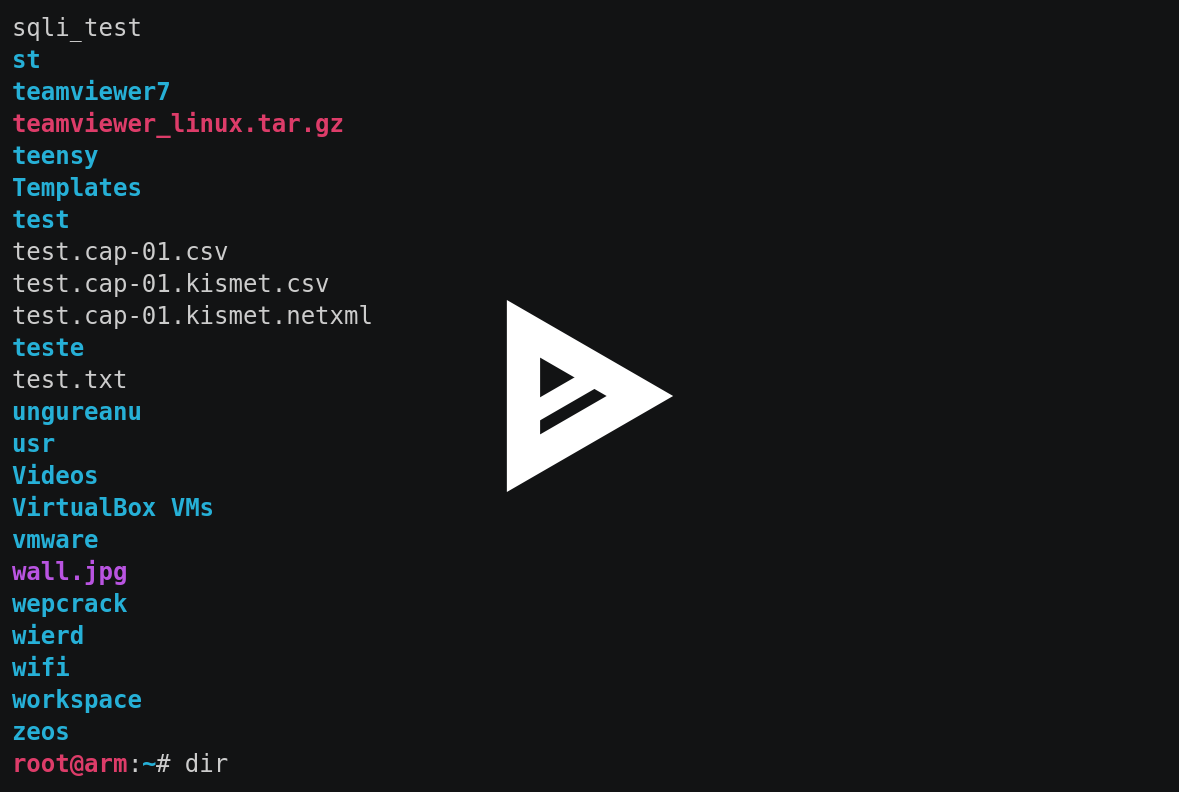 sqli_test
st
teamviewer7
teamviewer_linux.tar.gz
teensy
Templates
test
test.cap-01.csv
test.cap-01.kismet.csv
test.cap-01.kismet.netxml
teste
test.txt
ungureanu
usr
Videos
VirtualBox VMs
vmware
wall.jpg
wepcrack
wierd
wifi
workspace
zeos
root@arm:~# dir